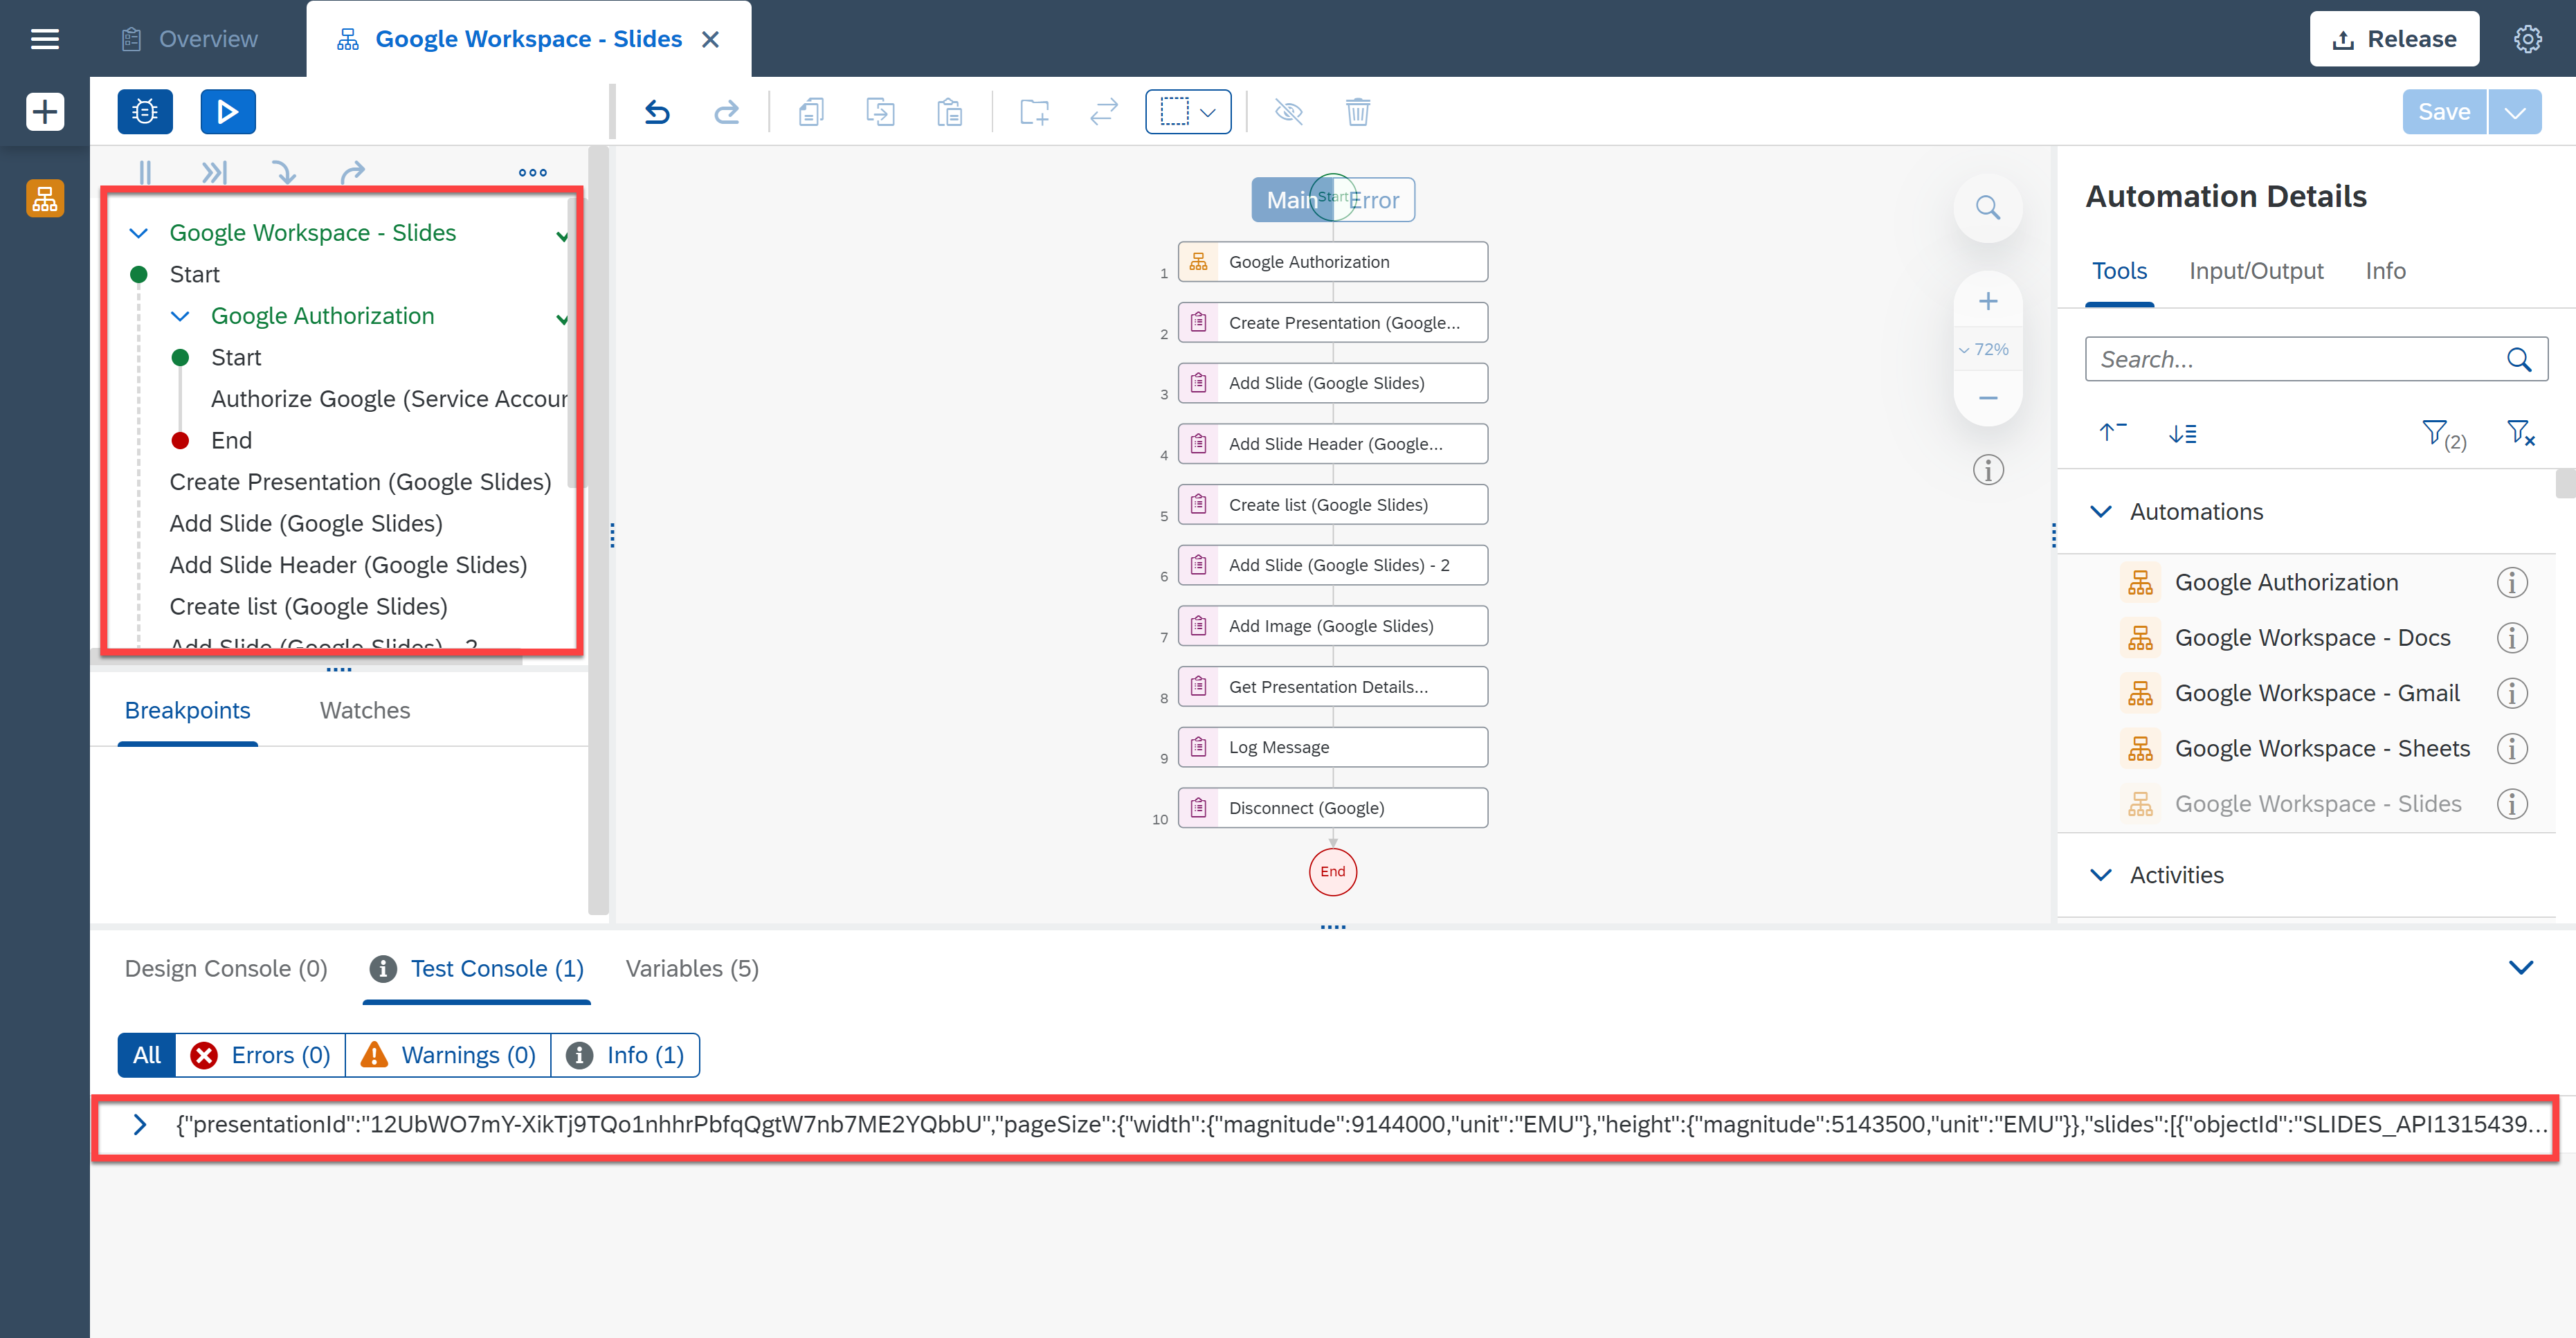 Overview
Google Workspace - Slides
Release
Save
Google Workspace - Slides
Start
Google Authorization
Start
Authorize Google (Service Accour
End
Create Presentation (Google Slides)
Add Slide (Google Slides)
Add Slide Header (Google Slides)
Create list (Google Slides)
Add Slide (Google Slides) - 2
Breakpoints
Watches
Main
Start
Error
1 Google Authorization
2 Create Presentation (Google...
3 Add Slide (Google Slides)
4 Add Slide Header (Google...
5 Create list (Google Slides)
6 Add Slide (Google Slides) - 2
7 Add Image (Google Slides)
8 Get Presentation Details...
9 Log Message
10 Disconnect (Google)
End
72%
Automation Details
Tools
Input/Output
Info
Search...
(2)
Automations
Google Authorization
Google Workspace - Docs
Google Workspace - Gmail
Google Workspace - Sheets
Google Workspace - Slides
Activities
Design Console (0)
Test Console (1)
Variables (5)
All
Errors (0)
Warnings (0)
Info (1)
{"presentationId":"12UbWO7mY-XikTj9TQo1nhhrPbfqQgtW7nb7ME2YQbbU","pageSize":{"width":{"magnitude":9144000,"unit":"EMU"},"height":{"magnitude":5143500,"unit":"EMU"}},"slides":[{"objectId":"SLIDES_API1315439...